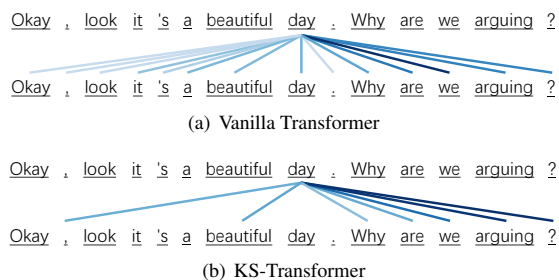 Okay , look it 's a beautiful day . Why are we arguing ?
Okay , look it 's a beautiful day . Why are we arguing ?
(a) Vanilla Transformer
Okay , look it 's a beautiful day . Why are we arguing ?
Okay , look it 's a beautiful day . Why are we arguing ?
(b) KS-Transformer